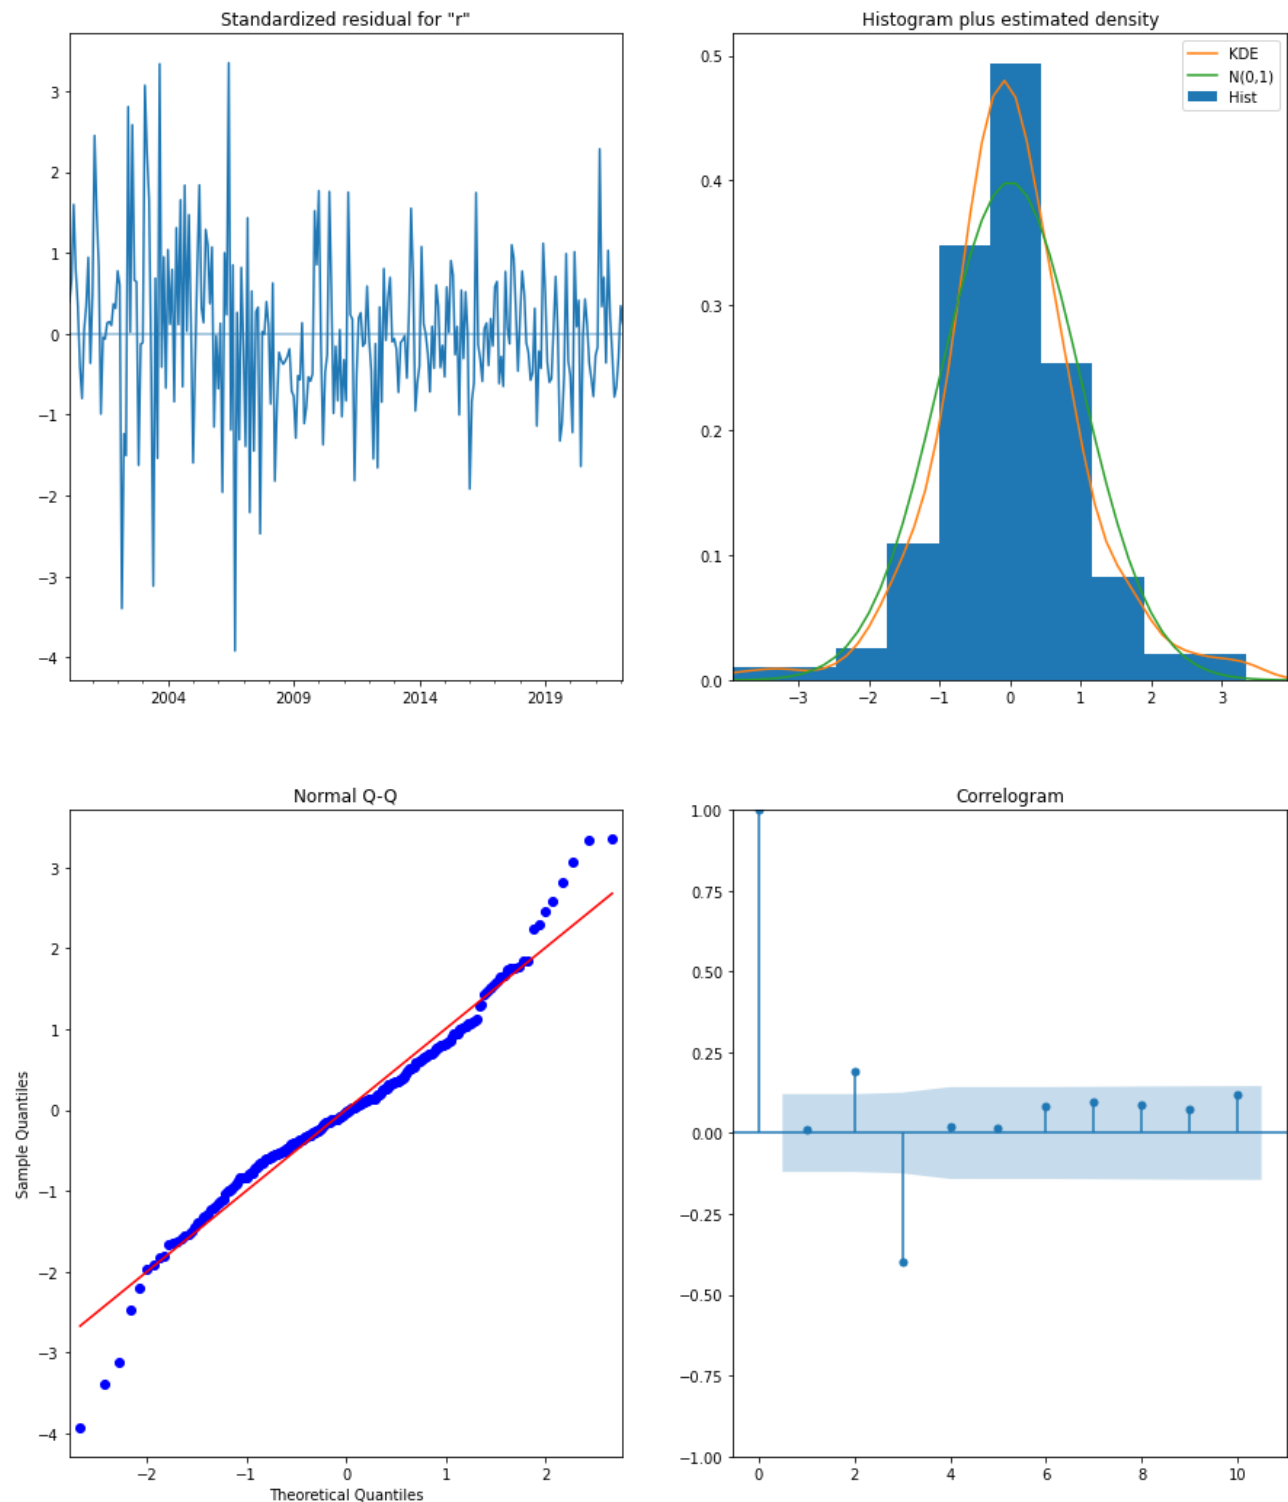 Standardized residual for "r"
3
2
1
0
−1
−2
−3
−4
2004 2009 2014 2019
Histogram plus estimated density
KDE
N(0,1)
Hist
0.5
0.4
0.3
0.2
0.1
0.0
−3 −2 −1 0 1 2 3
Normal Q-Q
Sample Quantiles
3
2
1
0
−1
−2
−3
−4
−2 −1 0 1 2
Theoretical Quantiles
Correlogram
1.00
0.75
0.50
0.25
0.00
−0.25
−0.50
−0.75
−1.00
0 2 4 6 8 10